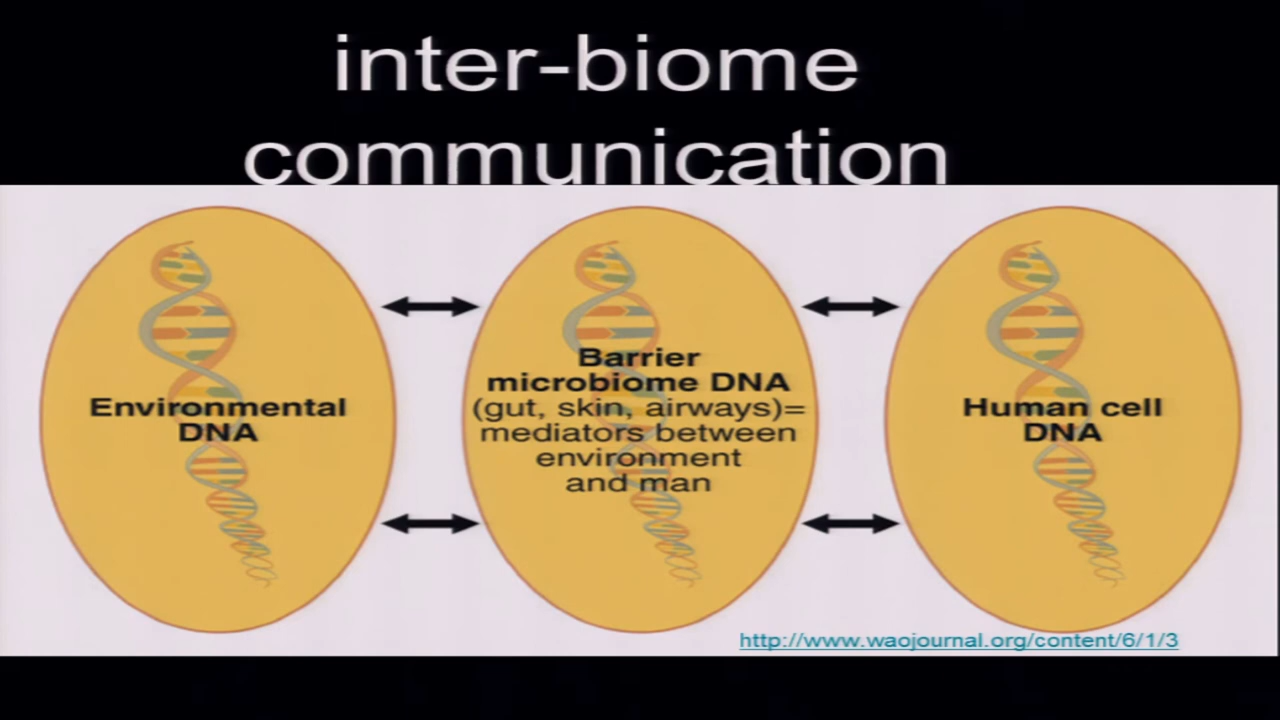 inter-biome
communication
Environmental
DNA
Barrier
microbiome DNA
(gut, skin, airways)=
mediators between
environment
and man
Human cell
DNA
http://www.waojournal.org/content/6/1/3